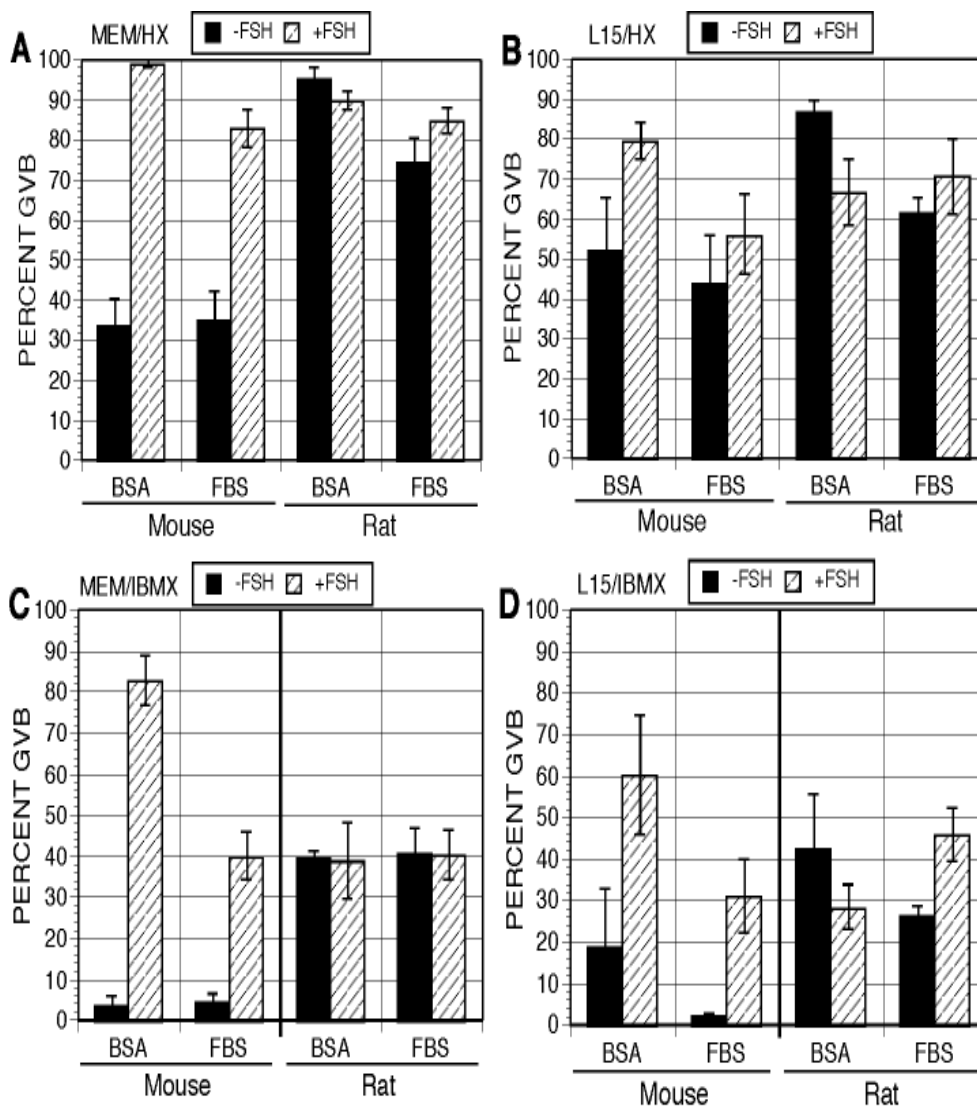 A MEM/HX -FSH +FSH
PERCENT GVB
100
90
80
70
60
50
40
30
20
10
0
BSA FBS BSA FBS
Mouse Rat
B L15/HX -FSH +FSH
PERCENT GVB
100
90
80
70
60
50
40
30
20
10
0
BSA FBS BSA FBS
Mouse Rat
C MEM/IBMX -FSH +FSH
PERCENT GVB
100
90
80
70
60
50
40
30
20
10
0
BSA FBS BSA FBS
Mouse Rat
D L15/IBMX -FSH +FSH
PERCENT GVB
100
90
80
70
60
50
40
30
20
10
0
BSA FBS BSA FBS
Mouse Rat